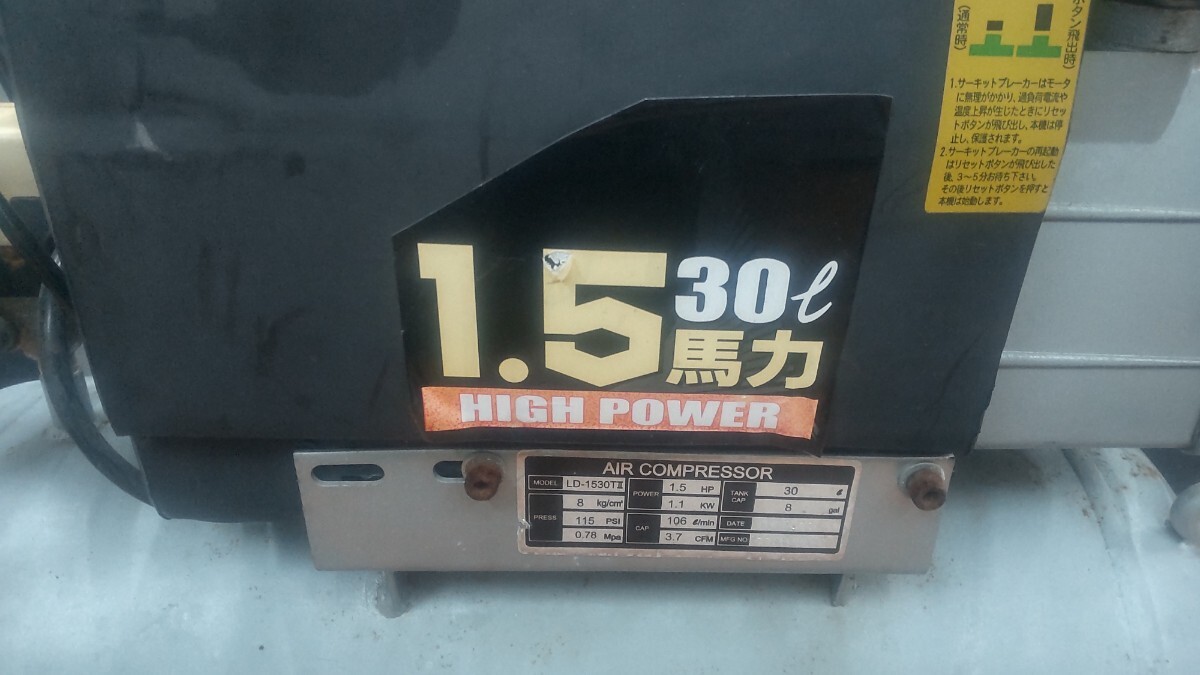 ボタン飛出時)
(通常時)
1.サーキットブレーカーはモータ
に無理がかかり、過負荷電流や
温度上昇が生じたときにリセッ
トボタンが飛び出し、本機は停
止し、保護されます。
2.サーキットブレーカーの再起動
はリセットボタンが飛び出した
後、3〜5分お待ち下さい。
その後リセットボタンを押すと
本機は始動します。
1.5馬力
30ℓ
HIGH POWER
AIR COMPRESSOR
MODEL LD-1530TⅡ
PRESS 8 kg/cm²
115 PSI
0.78 Mpa
POWER 1.5 HP
1.1 KW
CAP 106 ℓ/min
3.7 CFM
TANK CAP 30 ℓ
8 gal
DATE
MFG NO